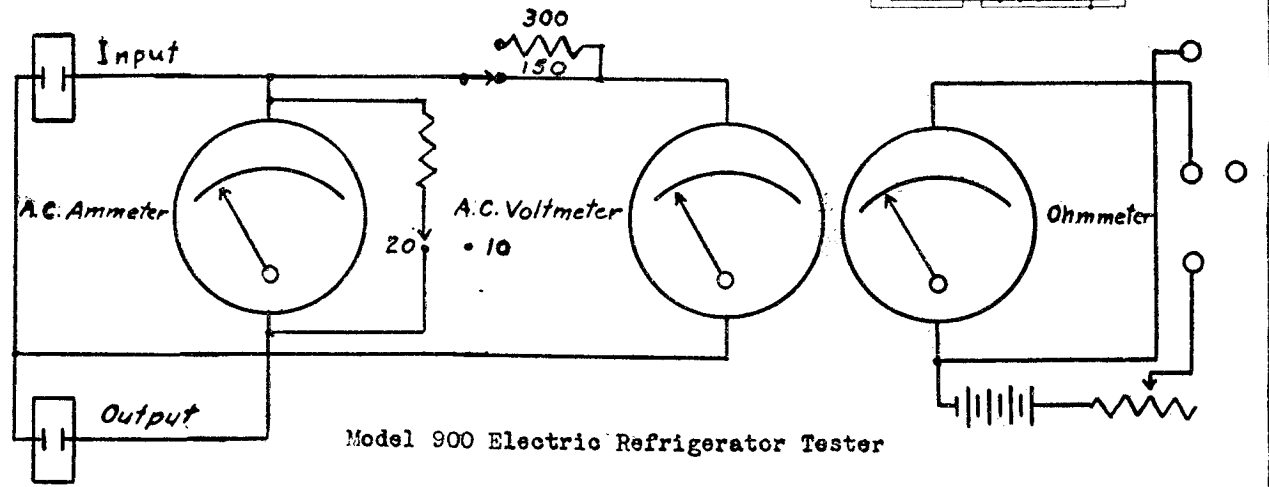 Input
300
150
A.C. Ammeter
20
10
A.C. Voltmeter
Ohmmeter
Output
Model 900 Electric Refrigerator Tester